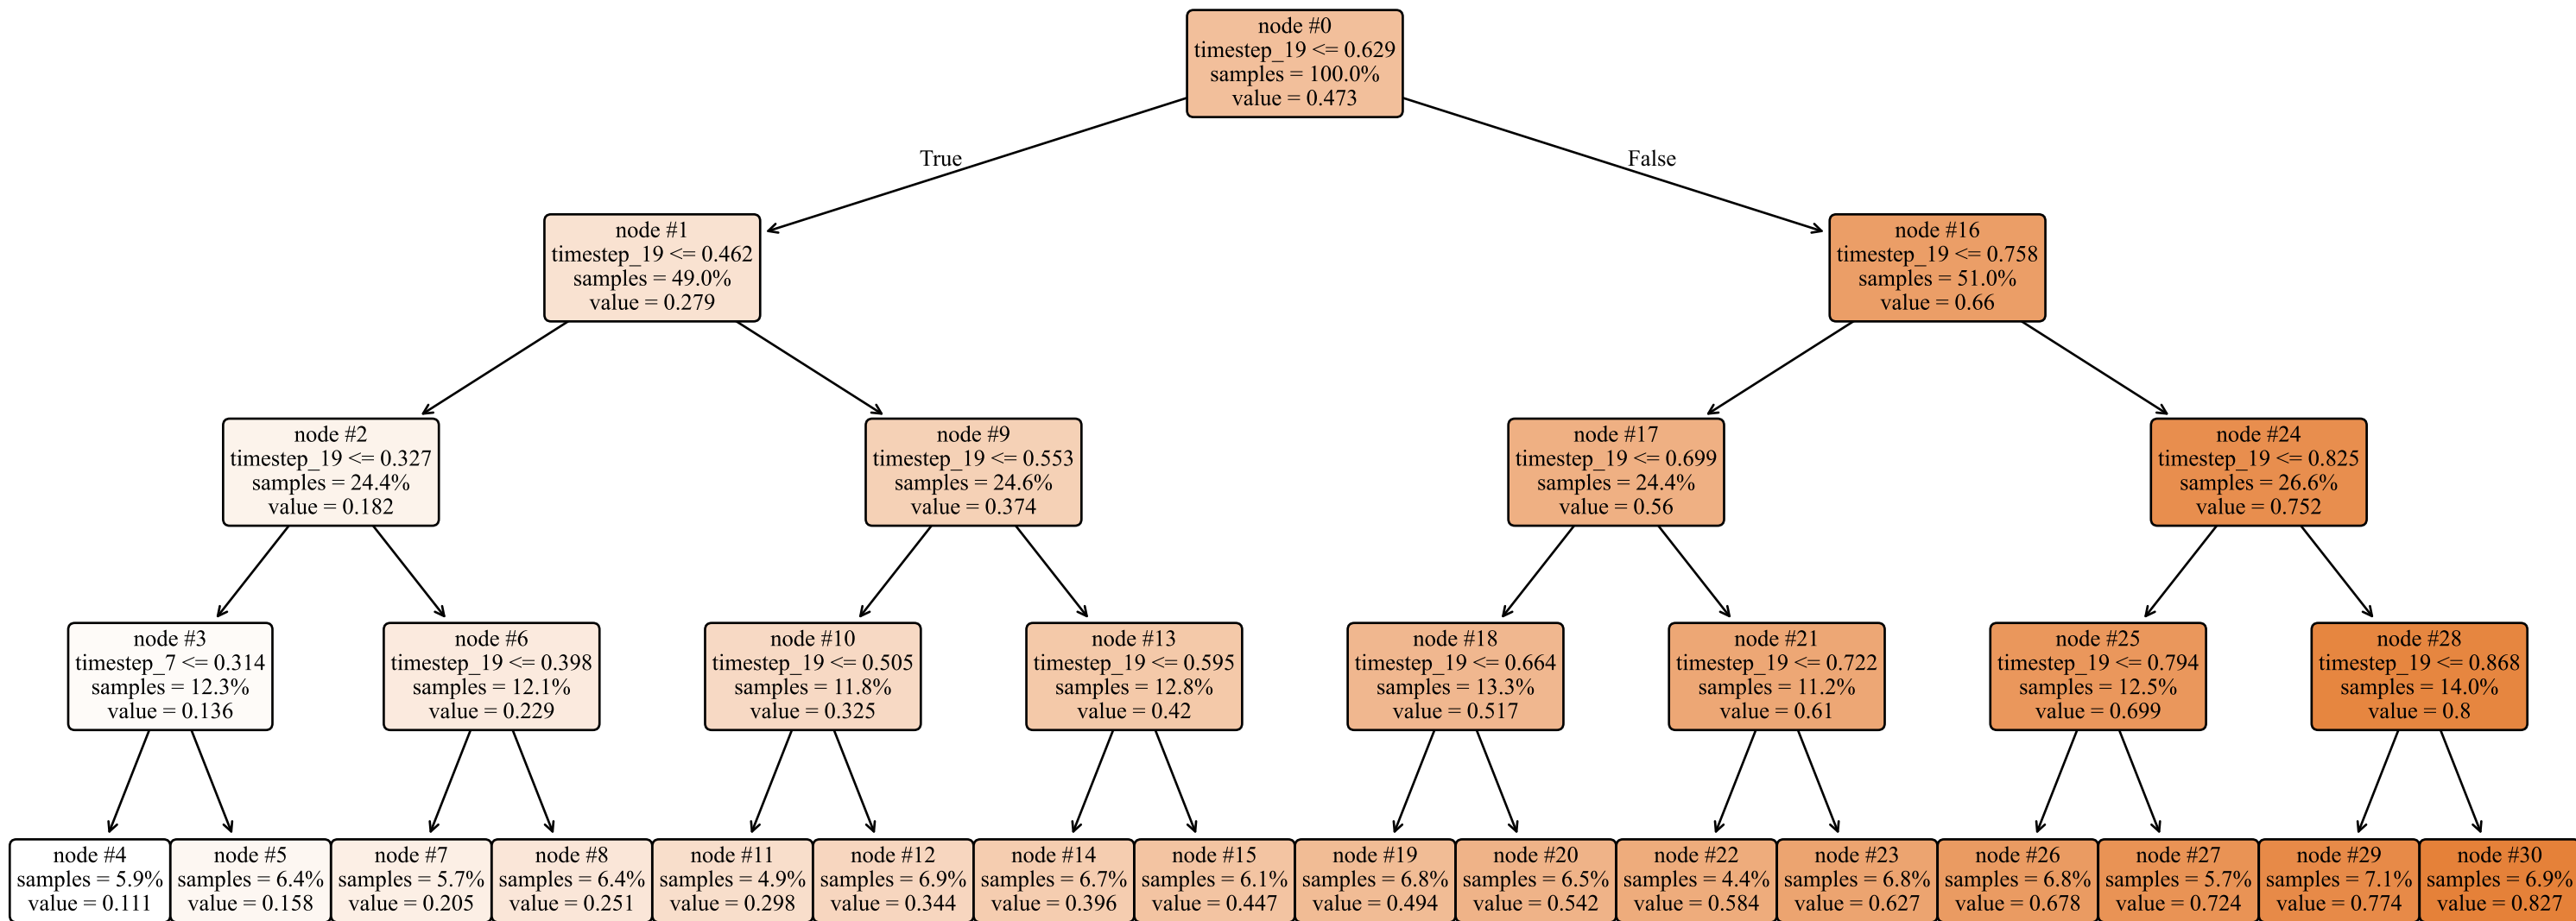 node #0
timestep_19 <= 0.629
samples = 100.0%
value = 0.473
True
False
node #1
timestep_19 <= 0.462
samples = 49.0%
value = 0.279
node #16
timestep_19 <= 0.758
samples = 51.0%
value = 0.66
node #2
timestep_19 <= 0.327
samples = 24.4%
value = 0.182
node #9
timestep_19 <= 0.553
samples = 24.6%
value = 0.374
node #17
timestep_19 <= 0.699
samples = 24.4%
value = 0.56
node #24
timestep_19 <= 0.825
samples = 26.6%
value = 0.752
node #3
timestep_7 <= 0.314
samples = 12.3%
value = 0.136
node #6
timestep_19 <= 0.398
samples = 12.1%
value = 0.229
node #10
timestep_19 <= 0.505
samples = 11.8%
value = 0.325
node #13
timestep_19 <= 0.595
samples = 12.8%
value = 0.42
node #18
timestep_19 <= 0.664
samples = 13.3%
value = 0.517
node #21
timestep_19 <= 0.722
samples = 11.2%
value = 0.61
node #25
timestep_19 <= 0.794
samples = 12.5%
value = 0.699
node #28
timestep_19 <= 0.868
samples = 14.0%
value = 0.8
node #4
samples = 5.9%
value = 0.111
node #5
samples = 6.4%
value = 0.158
node #7
samples = 5.7%
value = 0.205
node #8
samples = 6.4%
value = 0.251
node #11
samples = 4.9%
value = 0.298
node #12
samples = 6.9%
value = 0.344
node #14
samples = 6.7%
value = 0.396
node #15
samples = 6.1%
value = 0.447
node #19
samples = 6.8%
value = 0.494
node #20
samples = 6.5%
value = 0.542
node #22
samples = 4.4%
value = 0.584
node #23
samples = 6.8%
value = 0.627
node #26
samples = 6.8%
value = 0.678
node #27
samples = 5.7%
value = 0.724
node #29
samples = 7.1%
value = 0.774
node #30
samples = 6.9%
value = 0.827